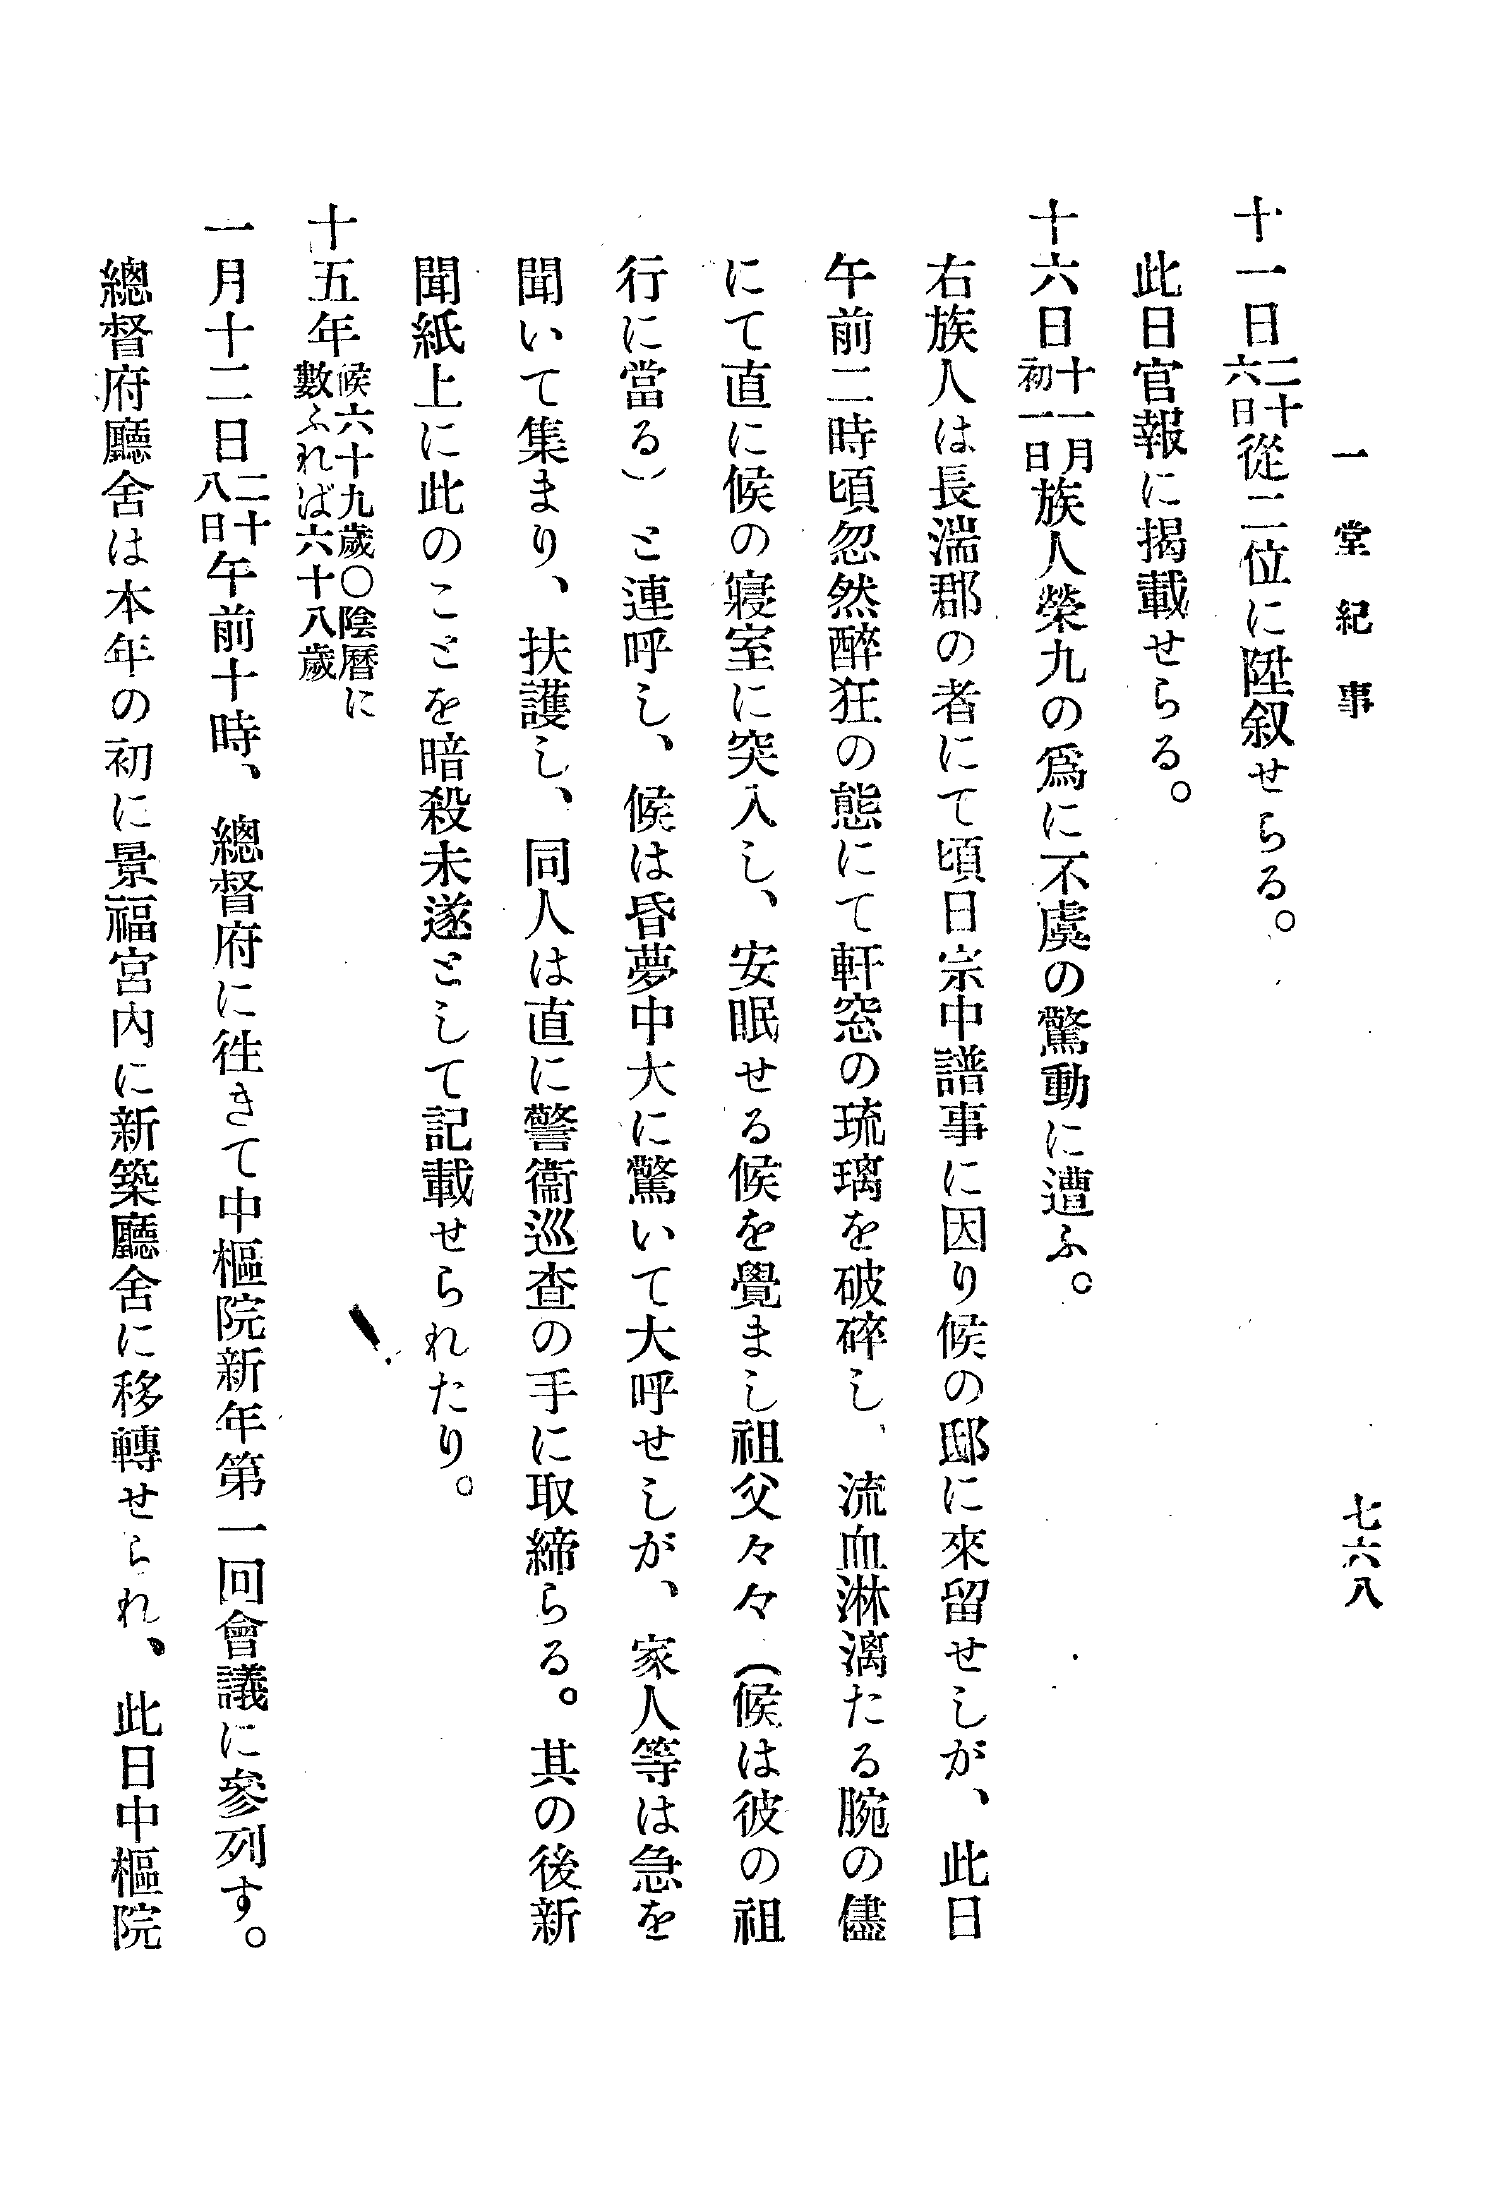 一堂紀事
七六八
十一日二十六日從二位に陞叙せらる。
此日官報に揭載せらる。
十六日十一月初一日族人榮九の爲に不虞の驚動に遭ふ。
右族人は長湍郡の者にて頃日宗中譜事に因り候の邸に來留せしが、此日
午前二時頃忽然醉狂の態にて軒窓の琉璃を破碎し、流血淋漓たる腕の儘
にて直に候の寢室に突入し、安眠せる候を覺まし祖父々々(候は彼の祖
行に當る)と連呼し、候は昏夢中大に驚いて大呼せしが、家人等は急を
聞いて集まり、扶護し、同人は直に警衞巡查の手に取締らる。其の後新
聞紙上に此のことを暗殺未遂として記載せられたり。
十五年候六十九歲〇陰曆に數ふれば六十八歲
一月十二日二十八日午前十時、總督府に徃きて中樞院新年第一回會議に參列す。
總督府廳舍は本年の初に景福宮內に新築廳舍に移轉せられ、此日中樞院